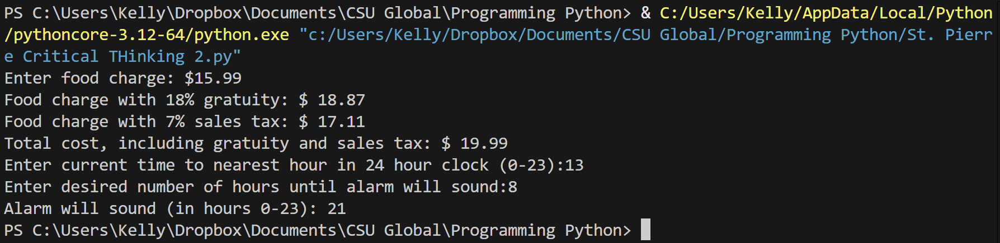 PS C:\Users\Kelly\Dropbox\Documents\CSU Global\Programming Python> & C:/Users/Kelly/AppData/Local/Python
/pythoncore-3.12-64/python.exe "c:/Users/Kelly/Dropbox/Documents/CSU Global/Programming Python/St. Pierr
e Critical THinking 2.py"
Enter food charge: $15.99
Food charge with 18% gratuity: $ 18.87
Food charge with 7% sales tax: $ 17.11
Total cost, including gratuity and sales tax: $ 19.99
Enter current time to nearest hour in 24 hour clock (0-23):13
Enter desired number of hours until alarm will sound:8
Alarm will sound (in hours 0-23): 21
PS C:\Users\Kelly\Dropbox\Documents\CSU Global\Programming Python>